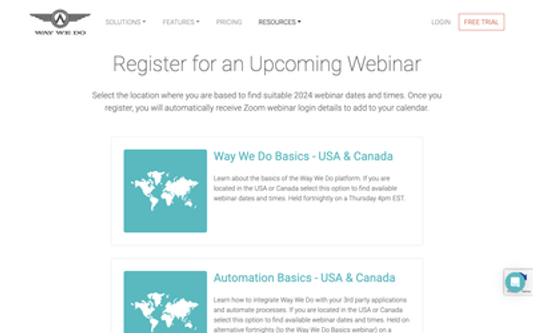 WAY WE DO
SOLUTIONS FEATURES PRICING RESOURCES LOGIN FREE TRIAL
Register for an Upcoming Webinar
Select the location where you are based to find suitable 2024 webinar dates and times. Once you
register, you will automatically receive Zoom webinar login details to add to your calendar.
Way We Do Basics - USA & Canada
Learn about the basics of the Way We Do platform. If you are
located in the USA or Canada select this option to find available
webinar dates and times. Held fortnightly on a Thursday 4pm EST.
Automation Basics - USA & Canada
Learn how to integrate Way We Do with your 3rd party applications
and automate processes. If you are located in the USA or Canada
select this option to find available webinar dates and times. Held on
alternative fortnights (to the Way We Do Basics webinar) on a